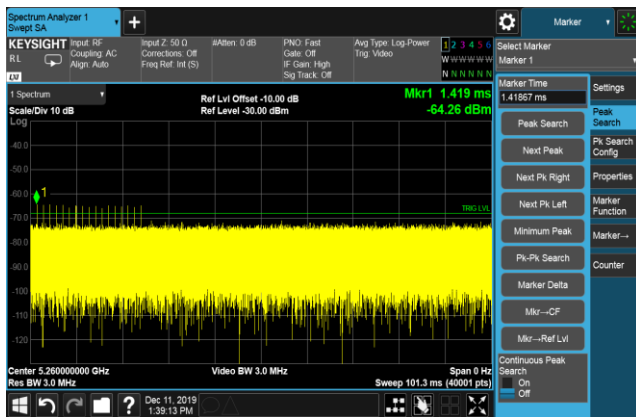 Spectrum Analyzer 1
Swept SA
Marker
KEYSIGHT
RL
Input: RF
Coupling: AC
Align: Auto
Input Z: 50 Ω
Corrections: Off
Freq Ref: Int (S)
#Atten: 0 dB
PNO: Fast
Gate: Off
IF Gain: High
Sig Track: Off
Avg Type: Log-Power
Trig: Video
1 2 3 4 5 6
W W W W W W
N N N N N N
Select Marker
Marker 1
1 Spectrum
Scale/Div 10 dB
Log
Ref Lvl Offset -10.00 dB
Ref Level -30.00 dBm
Mkr1 1.419 ms
-64.26 dBm
-40.0
-50.0
-60.0
-70.0
-80.0
-90.0
-100
-110
-120
1
TRIG LVL
Center 5.260000000 GHz
Res BW 3.0 MHz
Video BW 3.0 MHz
Span 0 Hz
Sweep 101.3 ms (40001 pts)
Marker Time
1.41867 ms
Peak Search
Next Peak
Next Pk Right
Next Pk Left
Minimum Peak
Pk-Pk Search
Marker Delta
Mkr→CF
Mkr→Ref Lvl
Continuous Peak
Search
On
Off
Settings
Peak
Search
Pk Search
Config
Properties
Marker
Function
Marker→
Counter
?
Dec 11, 2019
1:39:13 PM